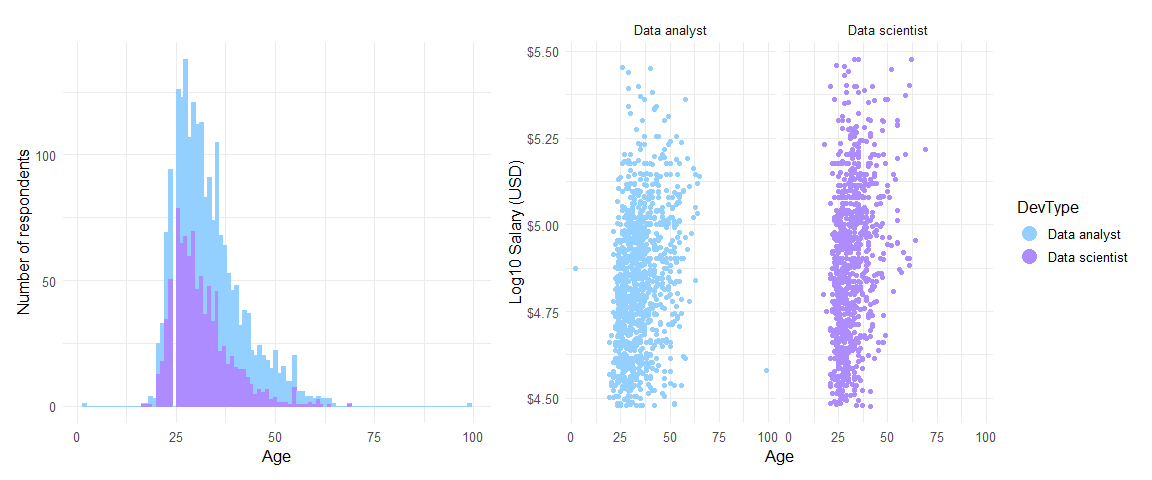 Number of respondents
100
50
0
0
25
50
75
100
Age
Data analyst
Data scientist
Log10 Salary (USD)
$5.50
$5.25
$5.00
$4.75
$4.50
0
25
50
75
100
0
25
50
75
100
Age
DevType
Data analyst
Data scientist